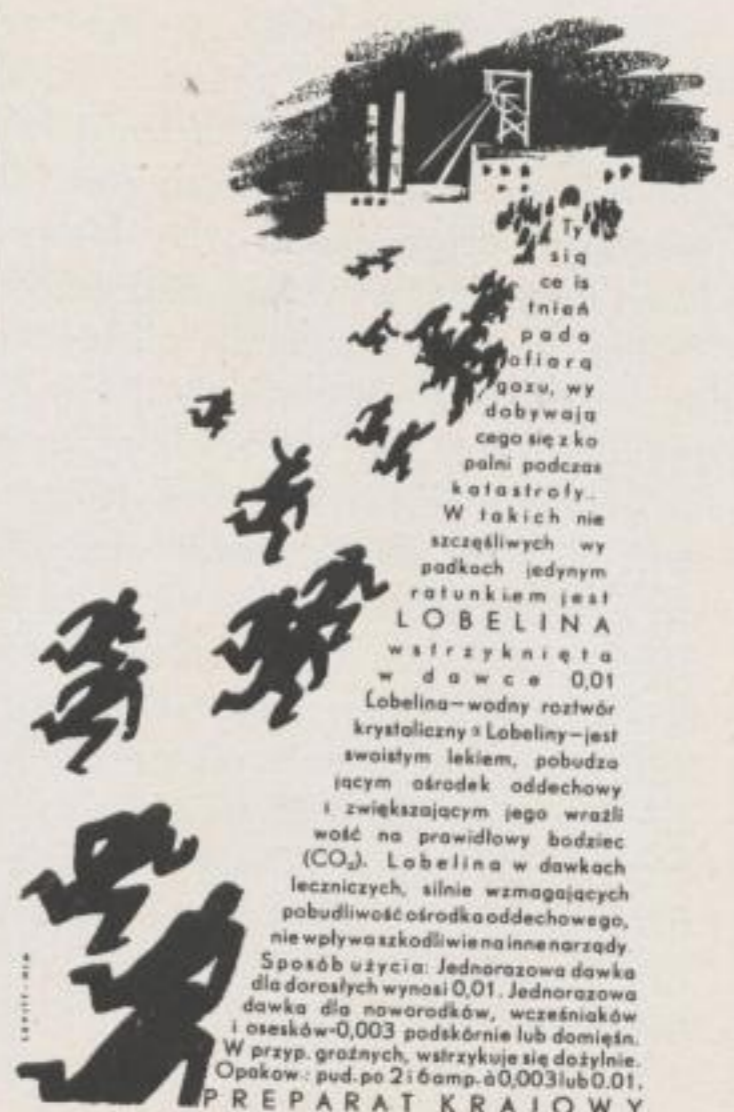 Ty
sią
ce is
tnień
pada
ofiarą
gazu, wy
dobywają
cego się z ko
palni podczas
katastrofy..
W takich nie
szczęśliwych wy
padkach jedynym
ratunkiem jest
LOBELINA
wstrzyknięta
w dawce 0,01
Lobelina—wodny roztwór
krystaliczny α Lobeliny—jest
swoistym lekiem, pobudza
jącym ośrodek oddechowy
i zwiększającym jego wrażli
wość na prawidłowy bodziec
(CO₂). Lobelina w dawkach
leczniczych, silnie wzmagających
pobudliwość ośrodka oddechowego,
nie wpływa szkodliwie na inne narządy.
Sposób użycia: Jednorazowa dawka
dla dorosłych wynosi 0,01. Jednorazowa
dawka dla noworodków, wcześniaków
i osesków-0,003 podskórnie lub domięśn.
W przyp. groźnych, wstrzykuje się dożylnie.
Opakow.: pud. po 2 i 6 amp. à 0,003 lub 0.01.
PREPARAT KRAJOWY